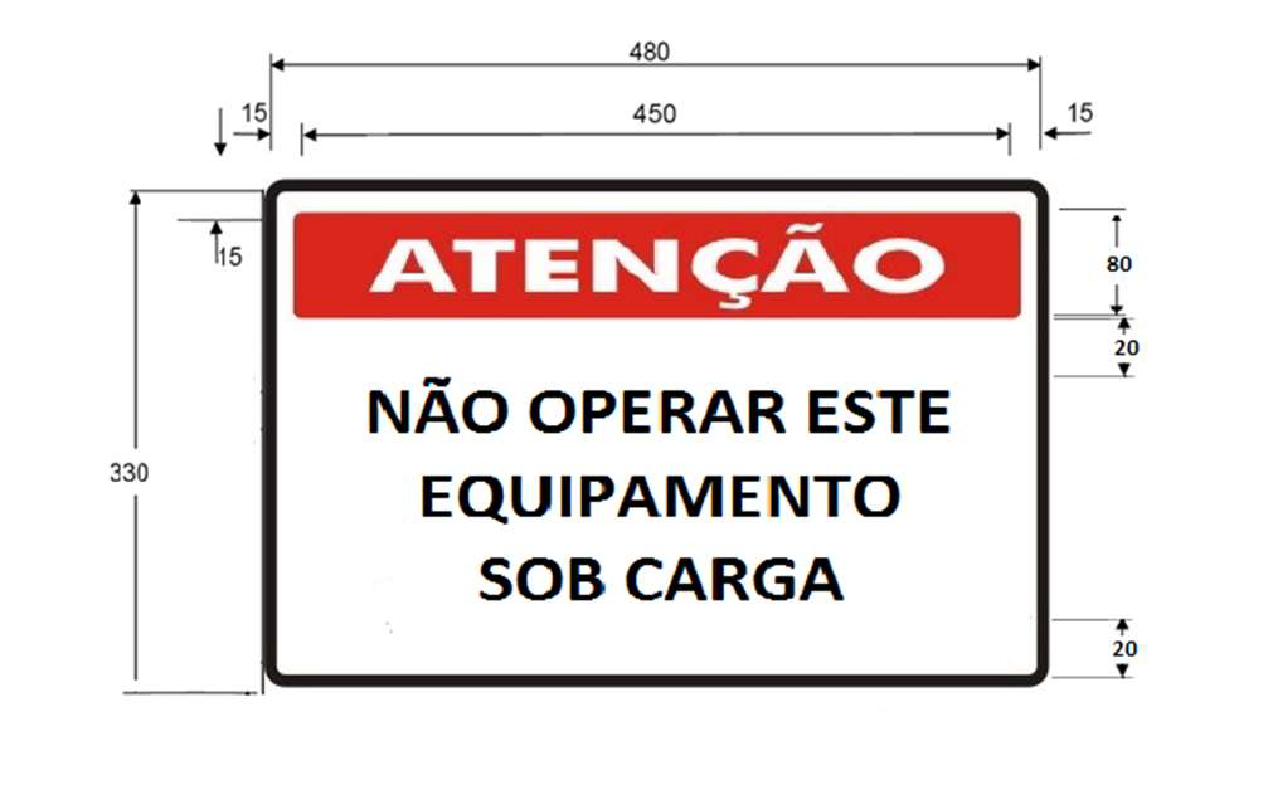 480
15
450
15
15
80
ATENÇÃO
20
NÃO OPERAR ESTE
330
EQUIPAMENTO
SOB CARGA
20